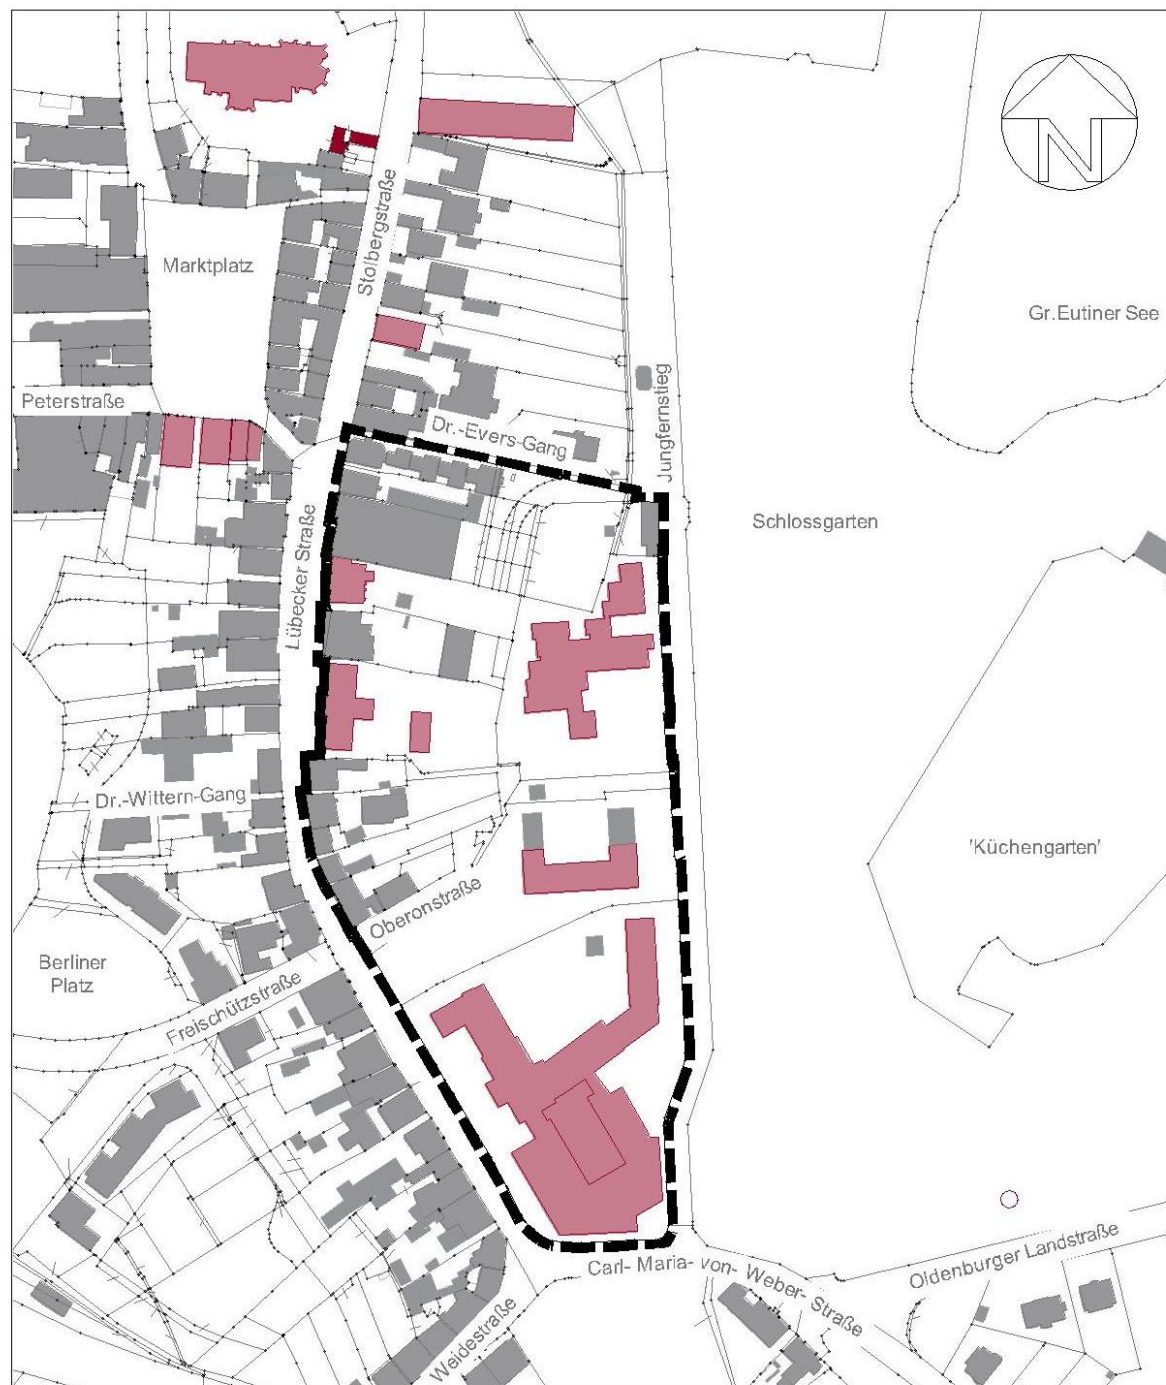 N
Stolbergstraße
Marktplatz
Gr.Eutiner See
Peterstraße
Dr.-Evers-Gang
Jungfernstieg
Schlossgarten
Lübecker Straße
Dr.-Wittern-Gang
'Küchengarten'
Oberonstraße
Berliner
Platz
Freischützstraße
Oldenburger Landstraße
Carl- Maria- von- Weber- Straße
Weidestraße